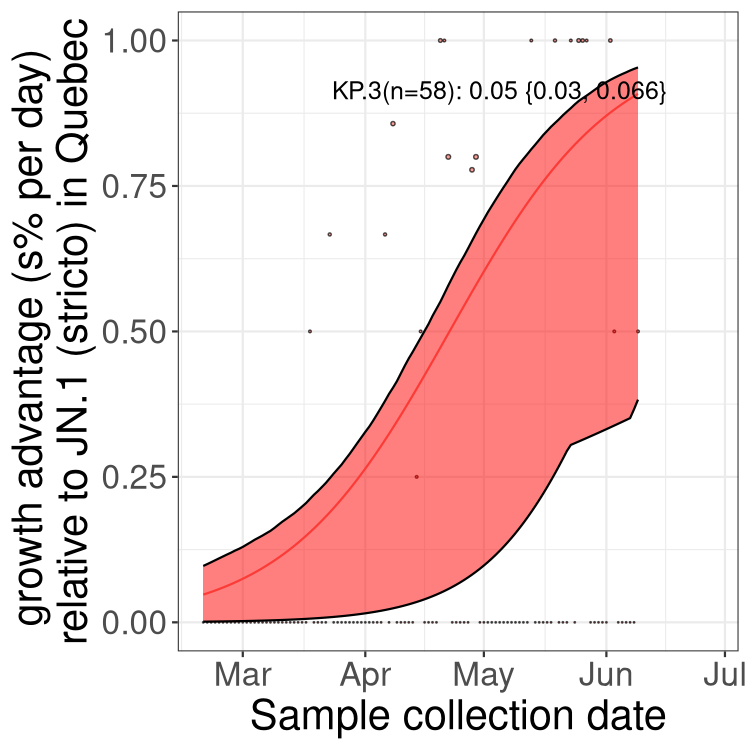 growth advantage (s% per day)
relative to JN.1 (stricto) in Quebec
1.00
0.75
0.50
0.25
0.00
KP.3(n=58): 0.05 {0.03, 0.066}
Mar Apr May Jun Jul
Sample collection date